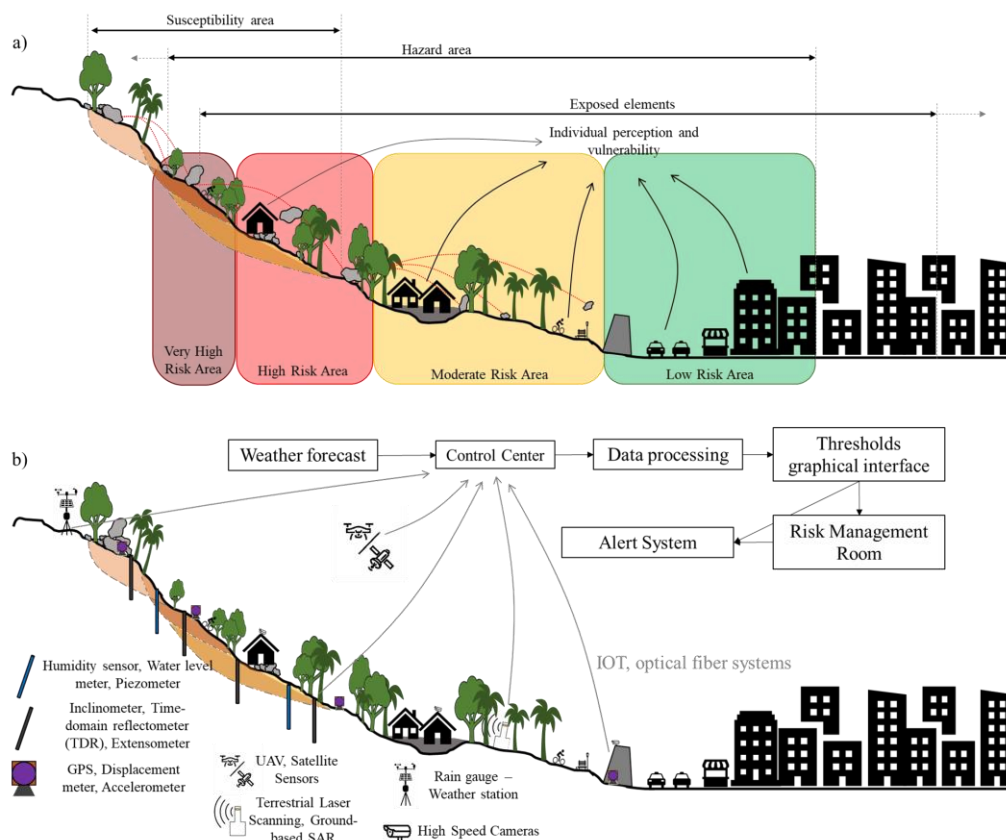 a)
Susceptibility area
Hazard area
Exposed elements
Individual perception and
vulnerability
Very High
Risk Area
High Risk Area
Moderate Risk Area
Low Risk Area
b)
Weather forecast
Control Center
Data processing
Thresholds
graphical interface
Alert System
Risk Management
Room
IOT, optical fiber systems
Humidity sensor, Water level
meter, Piezometer
Inclinometer, Time-
domain reflectometer
(TDR), Extensometer
GPS, Displacement
meter, Accelerometer
UAV, Satellite
Sensors
Terrestrial Laser
Scanning, Ground-
based SAR
Rain gauge –
Weather station
High Speed Cameras